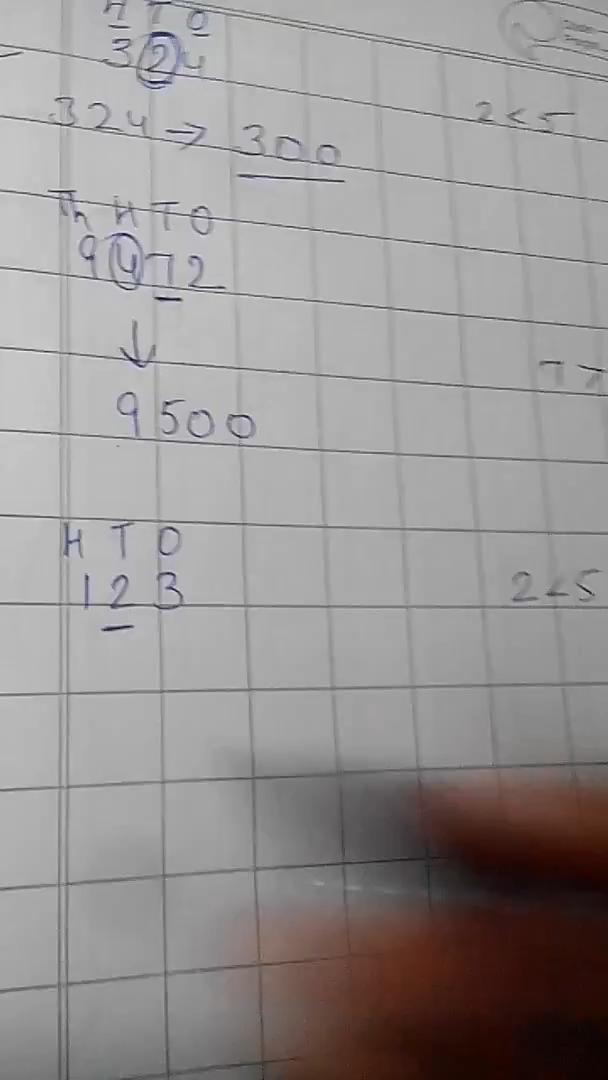 H T O
324
324 → 300
2<5
Th H T O
9472
↓
9500
H T O
123
2<5